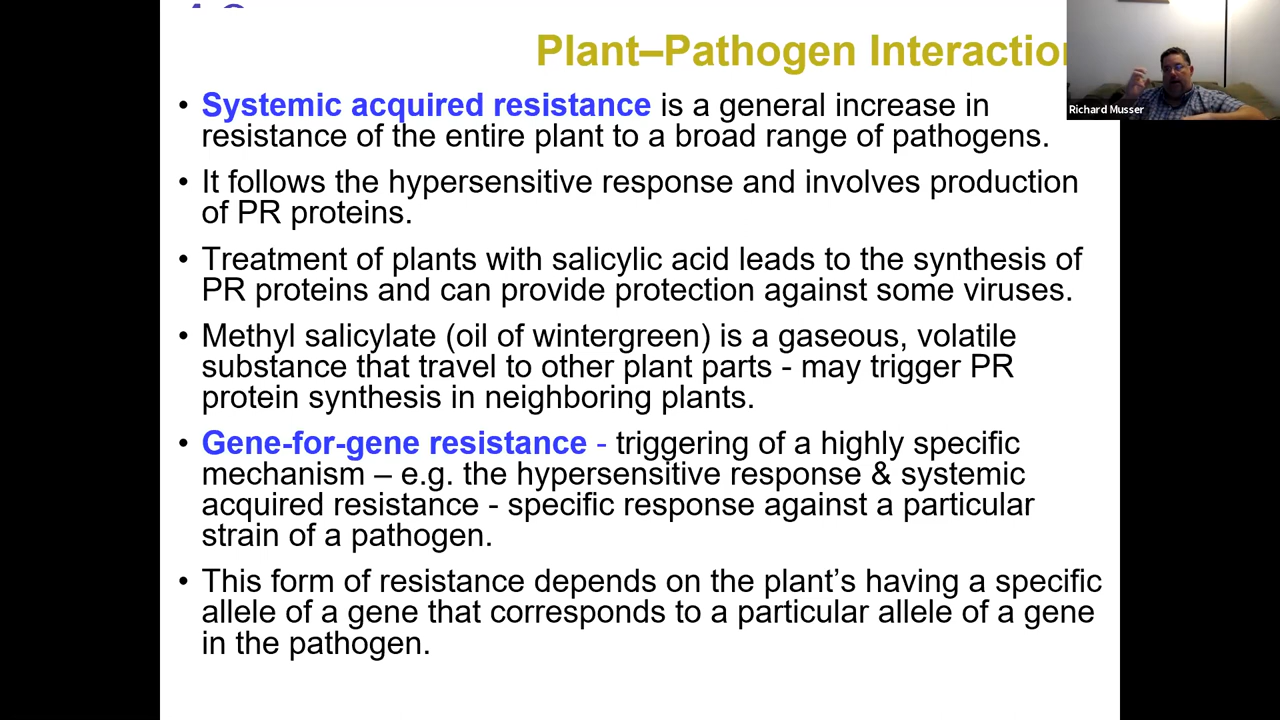 Plant–Pathogen Interaction
• Systemic acquired resistance is a general increase in
resistance of the entire plant to a broad range of pathogens.
• It follows the hypersensitive response and involves production
of PR proteins.
• Treatment of plants with salicylic acid leads to the synthesis of
PR proteins and can provide protection against some viruses.
• Methyl salicylate (oil of wintergreen) is a gaseous, volatile
substance that travel to other plant parts - may trigger PR
protein synthesis in neighboring plants.
• Gene-for-gene resistance - triggering of a highly specific
mechanism – e.g. the hypersensitive response & systemic
acquired resistance - specific response against a particular
strain of a pathogen.
• This form of resistance depends on the plant’s having a specific
allele of a gene that corresponds to a particular allele of a gene
in the pathogen.
Richard Musser